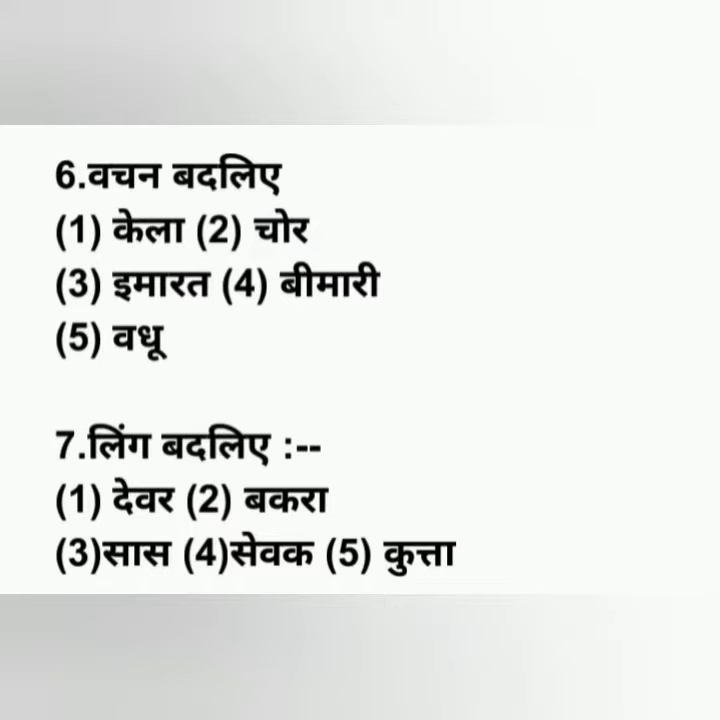 6.वचन बदलिए
(1) केला (2) चोर
(3) इमारत (4) बीमारी
(5) वधू
7.लिंग बदलिए :--
(1) देवर (2) बकरा
(3)सास (4)सेवक (5) कुत्ता